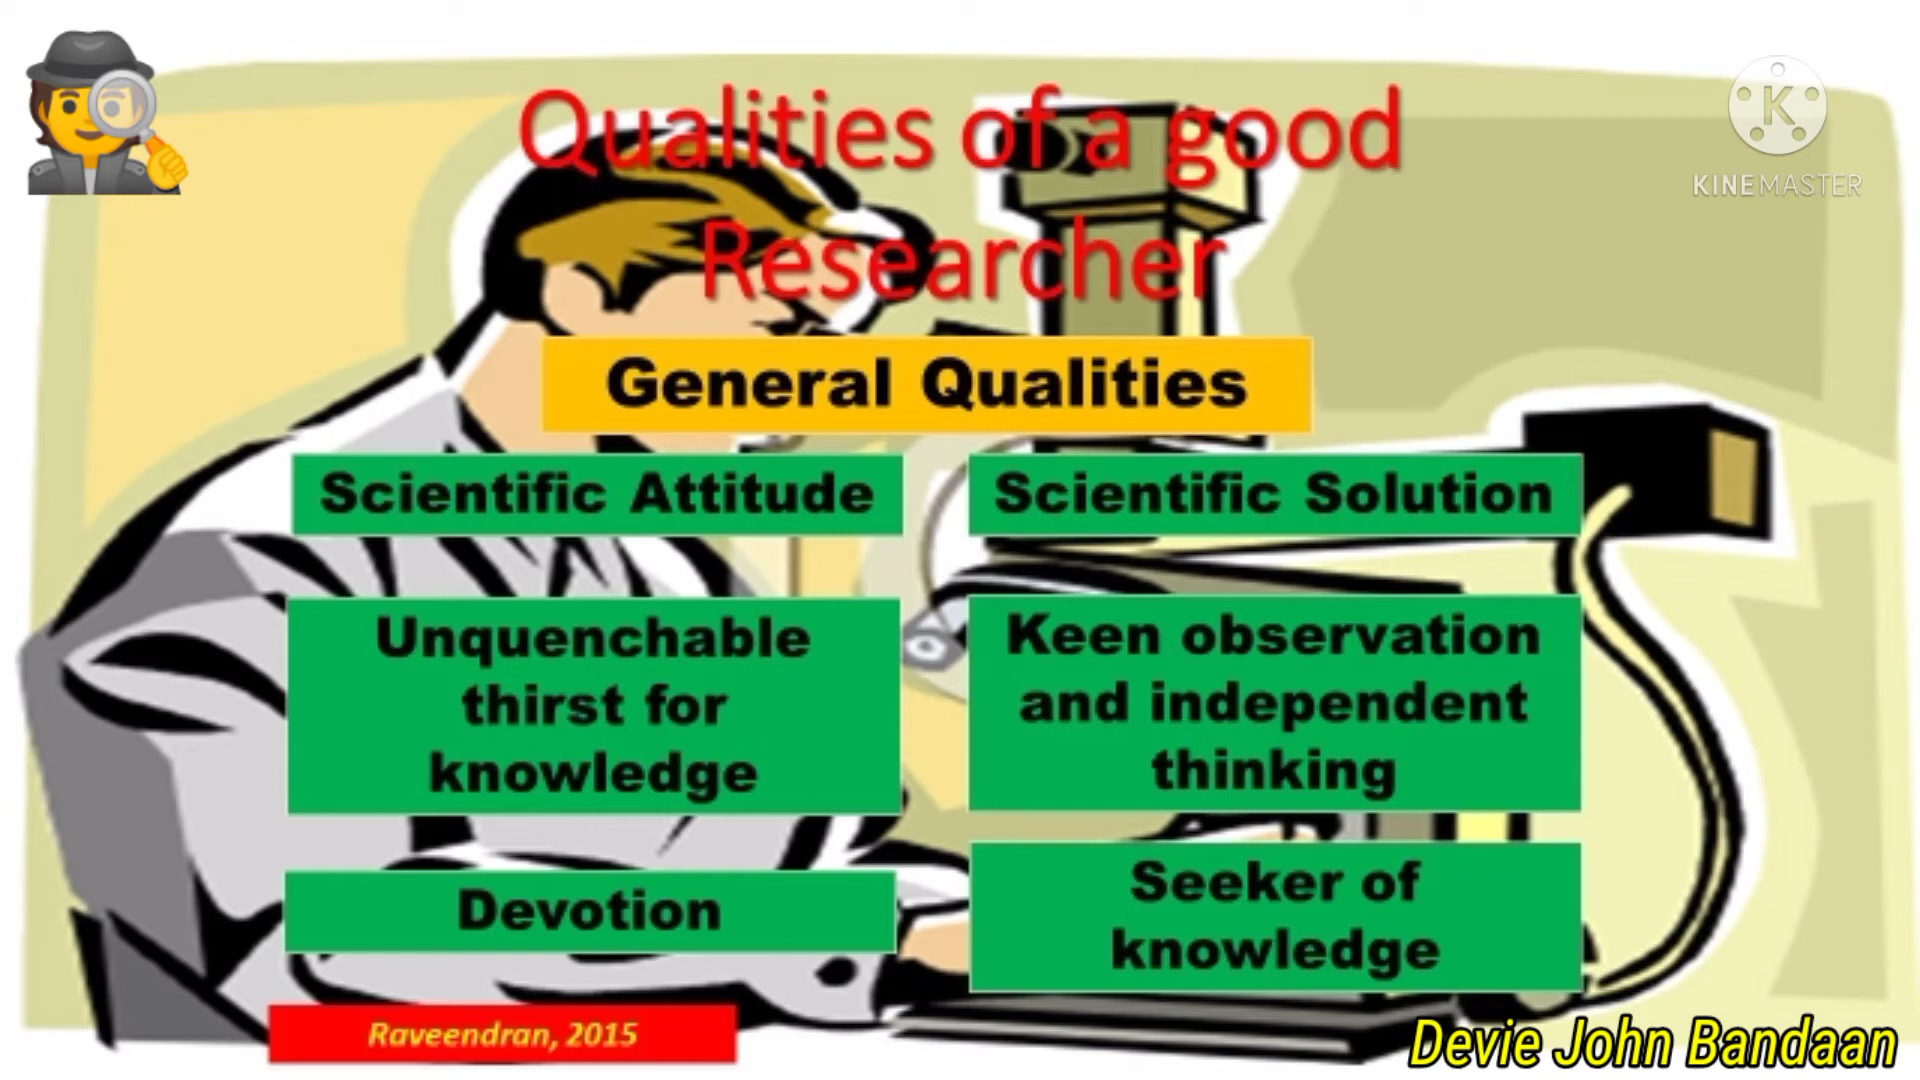 Qualities of a good
Researcher
K
KINEMASTER
General Qualities
Scientific Attitude
Scientific Solution
Unquenchable
thirst for
knowledge
Keen observation
and independent
thinking
Devotion
Seeker of
knowledge
Raveendran, 2015
Devie John Bandaan